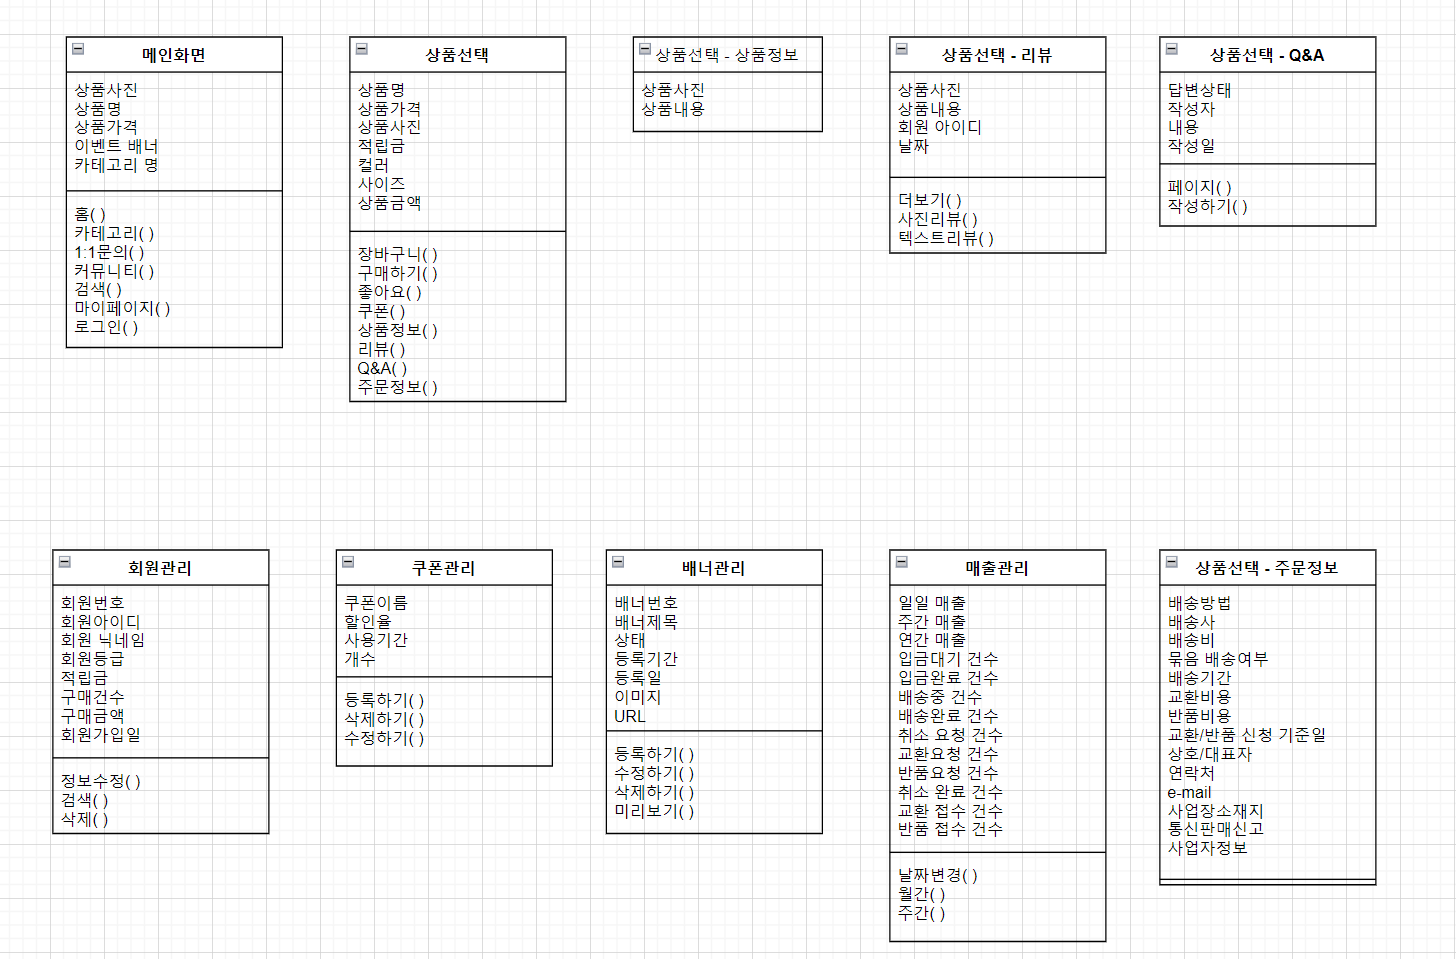 메인화면
상품사진
상품명
상품가격
이벤트 배너
카테고리 명
홈( )
카테고리( )
1:1문의( )
커뮤니티( )
검색( )
마이페이지( )
로그인( )
상품선택
상품명
상품가격
상품사진
적립금
컬러
사이즈
상품금액
장바구니( )
구매하기( )
좋아요( )
쿠폰( )
상품정보( )
리뷰( )
Q&A( )
주문정보( )
상품선택 - 상품정보
상품사진
상품내용
상품선택 - 리뷰
상품사진
상품내용
회원 아이디
날짜
더보기( )
사진리뷰( )
텍스트리뷰( )
상품선택 - Q&A
답변상태
작성자
내용
작성일
페이지( )
작성하기( )
회원관리
회원번호
회원아이디
회원 닉네임
회원등급
적립금
구매건수
구매금액
회원가입일
정보수정( )
검색( )
삭제( )
쿠폰관리
쿠폰이름
할인율
사용기간
개수
등록하기( )
삭제하기( )
수정하기( )
배너관리
배너번호
배너제목
상태
등록기간
등록일
이미지
URL
등록하기( )
수정하기( )
삭제하기( )
미리보기( )
매출관리
일일 매출
주간 매출
연간 매출
입금대기 건수
입금완료 건수
배송중 건수
배송완료 건수
취소 요청 건수
교환요청 건수
반품요청 건수
취소 완료 건수
교환 접수 건수
반품 접수 건수
날짜변경( )
월간( )
주간( )
상품선택 - 주문정보
배송방법
배송사
배송비
묶음 배송여부
배송기간
교환비용
반품비용
교환/반품 신청 기준일
상호/대표자
연락처
e-mail
사업장소재지
통신판매신고
사업자정보